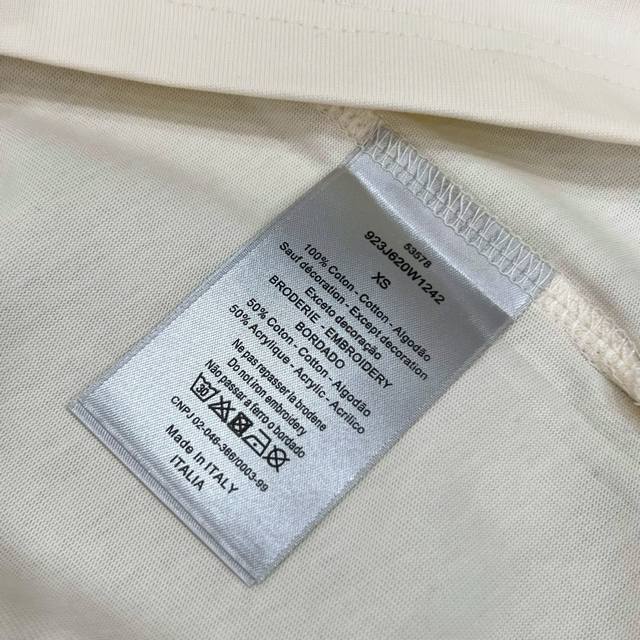 53578
923J620W1242
XS
100% Coton - Cotton - Algodão
Sauf décoration - Except decoration
Exceto decoração
BRODERIE - EMBROIDERY
BORDADO
50% Coton - Cotton - Algodão
50% Acrylique - Acrylic - Acrílico
Ne pas repasser la broderie
Do not iron embroidery
Não passar a ferro o bordado
30
CNPJ 02-046-366/0003-99
Made in ITALY
ITALIA